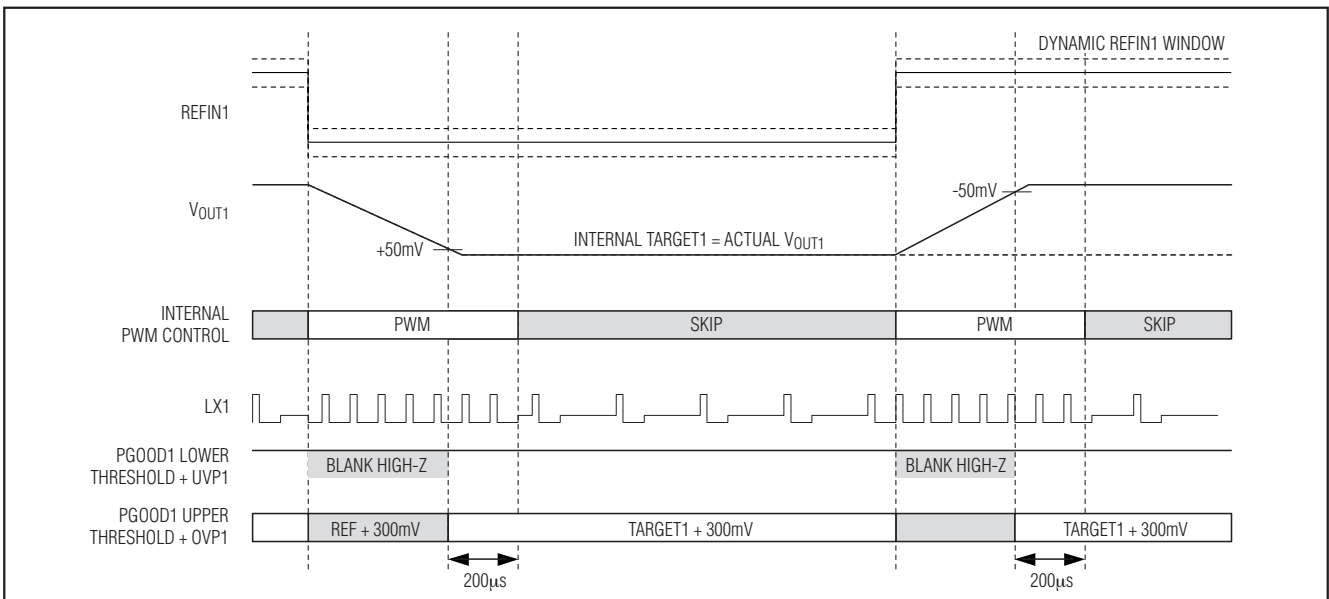 DYNAMIC REFIN1 WINDOW
REFIN1
-50mV
VOUT1
+50mV
INTERNAL TARGET1 = ACTUAL VOUT1
INTERNAL
PWM CONTROL
PWM
SKIP
PWM
SKIP
LX1
PGOOD1 LOWER
THRESHOLD + UVP1
BLANK HIGH-Z
BLANK HIGH-Z
PGOOD1 UPPER
THRESHOLD + OVP1
REF + 300mV
TARGET1 + 300mV
TARGET1 + 300mV
200µs
200µs